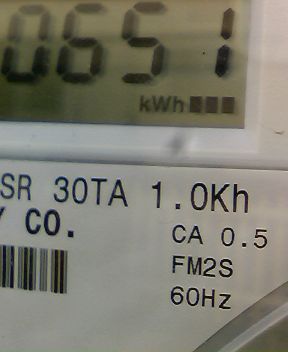 0651
kWh
SR 30TA 1.0Kh
Y CO.
CA 0.5
FM2S
60Hz